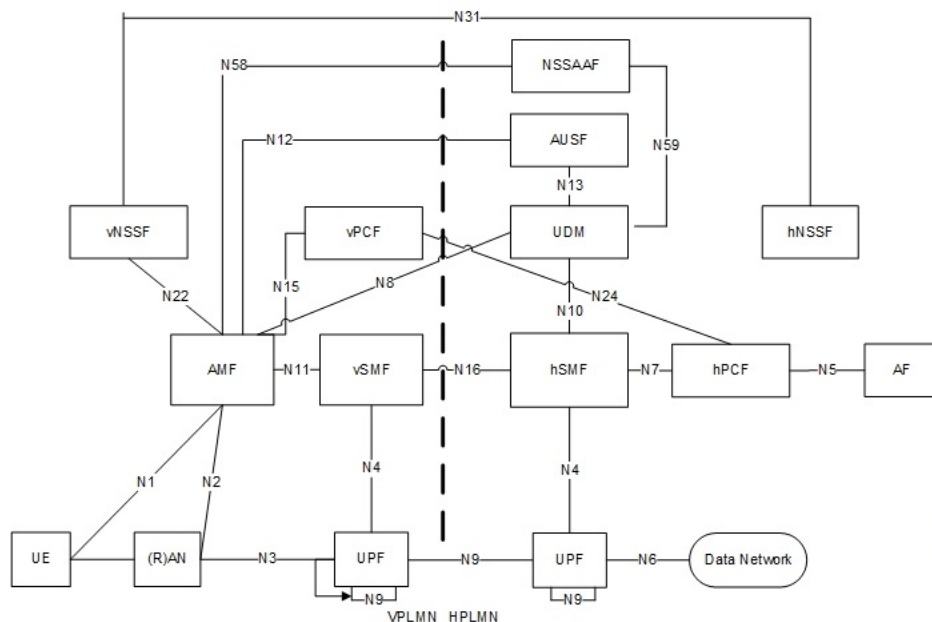 N31
N58
NSSAAF
N12
AUSF
N59
N13
vNSSF
vPCF
UDM
hNSSF
N22
N15
N8
N10
N24
AMF
N11
vSMF
N16
hSMF
N7
hPCF
N5
AF
N1
N2
N4
N4
UE
(R)AN
N3
UPF
N9
UPF
N6
Data Network
N9
N9
VPLMN HPLMN